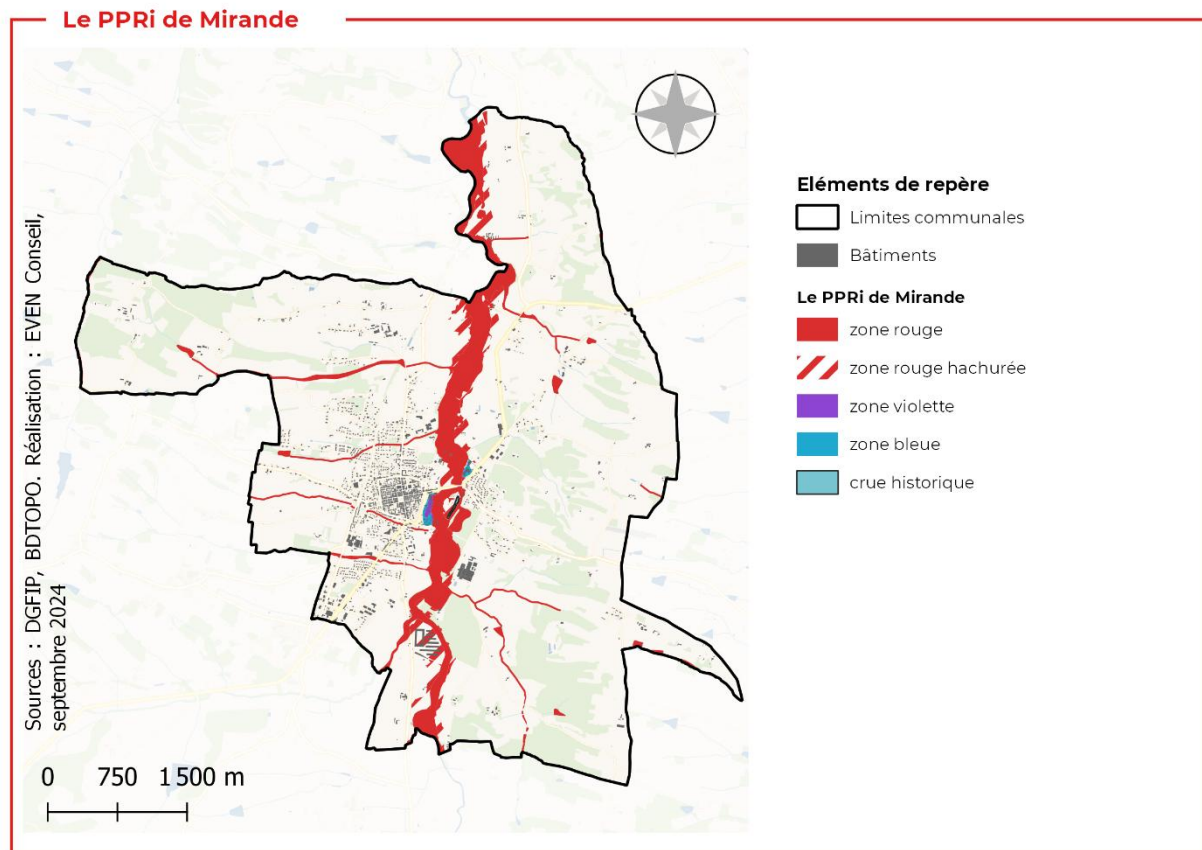 Le PPRi de Mirande
Sources : DGFIP, BDTOPO. Réalisation : EVEN Conseil,
septembre 2024
0 750 1 500 m
Eléments de repère
Limites communales
Bâtiments
Le PPRi de Mirande
zone rouge
zone rouge hachurée
zone violette
zone bleue
crue historique